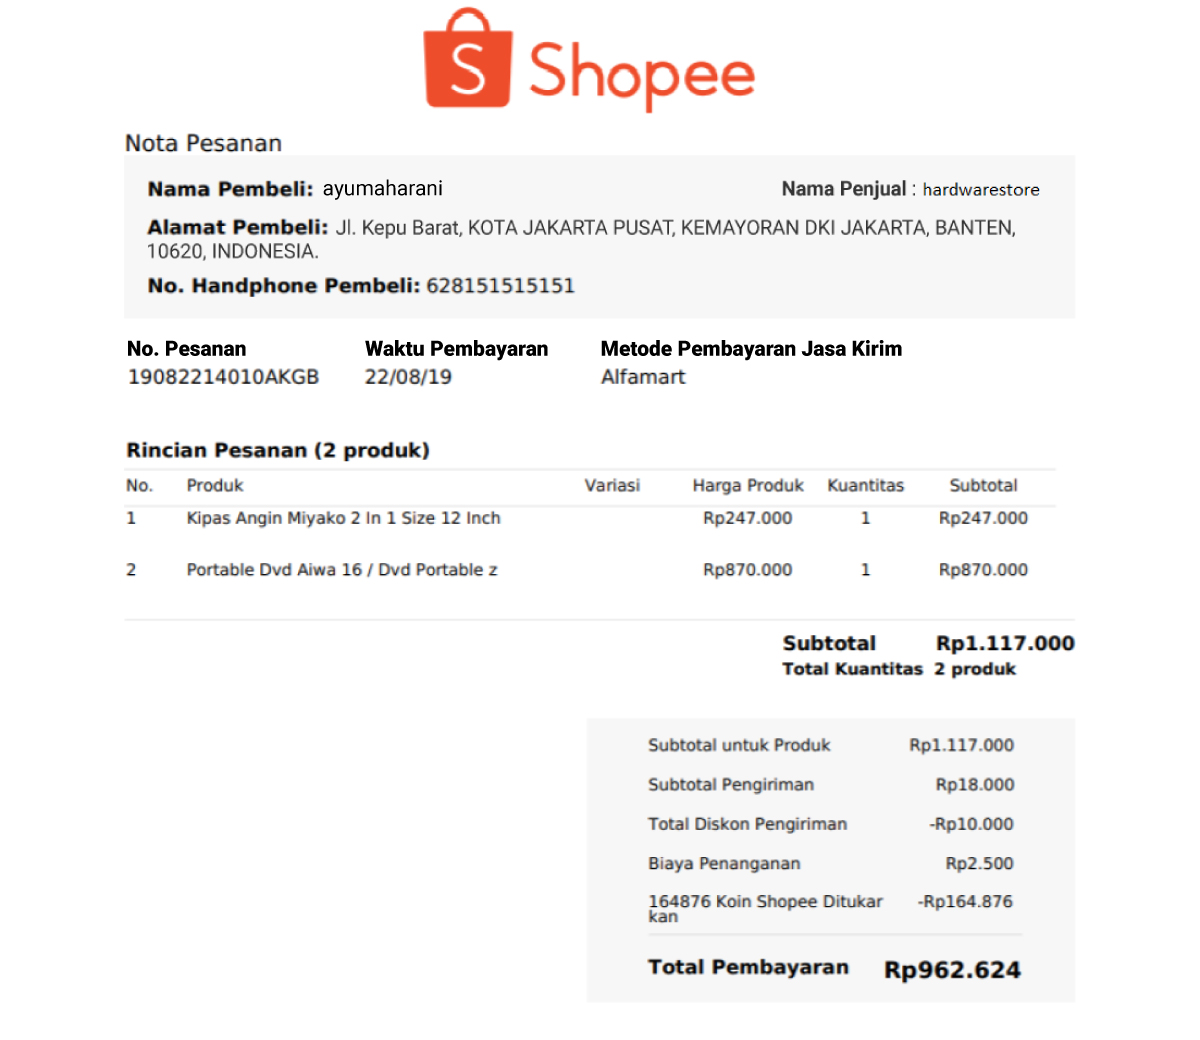 Shopee
Nota Pesanan
Nama Pembeli: ayumaharani Nama Penjual : hardwarestore
Alamat Pembeli: Jl. Kepu Barat, KOTA JAKARTA PUSAT, KEMAYORAN DKI JAKARTA, BANTEN,
10620, INDONESIA.
No. Handphone Pembeli: 628151515151
No. Pesanan Waktu Pembayaran Metode Pembayaran Jasa Kirim
19082214010AKGB 22/08/19 Alfamart
Rincian Pesanan (2 produk)
No. Produk Variasi Harga Produk Kuantitas Subtotal
1 Kipas Angin Miyako 2 In 1 Size 12 Inch Rp247.000 1 Rp247.000
2 Portable Dvd Aiwa 16 / Dvd Portable z Rp870.000 1 Rp870.000
Subtotal Rp1.117.000
Total Kuantitas 2 produk
Subtotal untuk Produk Rp1.117.000
Subtotal Pengiriman Rp18.000
Total Diskon Pengiriman -Rp10.000
Biaya Penanganan Rp2.500
164876 Koin Shopee Ditukar -Rp164.876
kan
Total Pembayaran Rp962.624